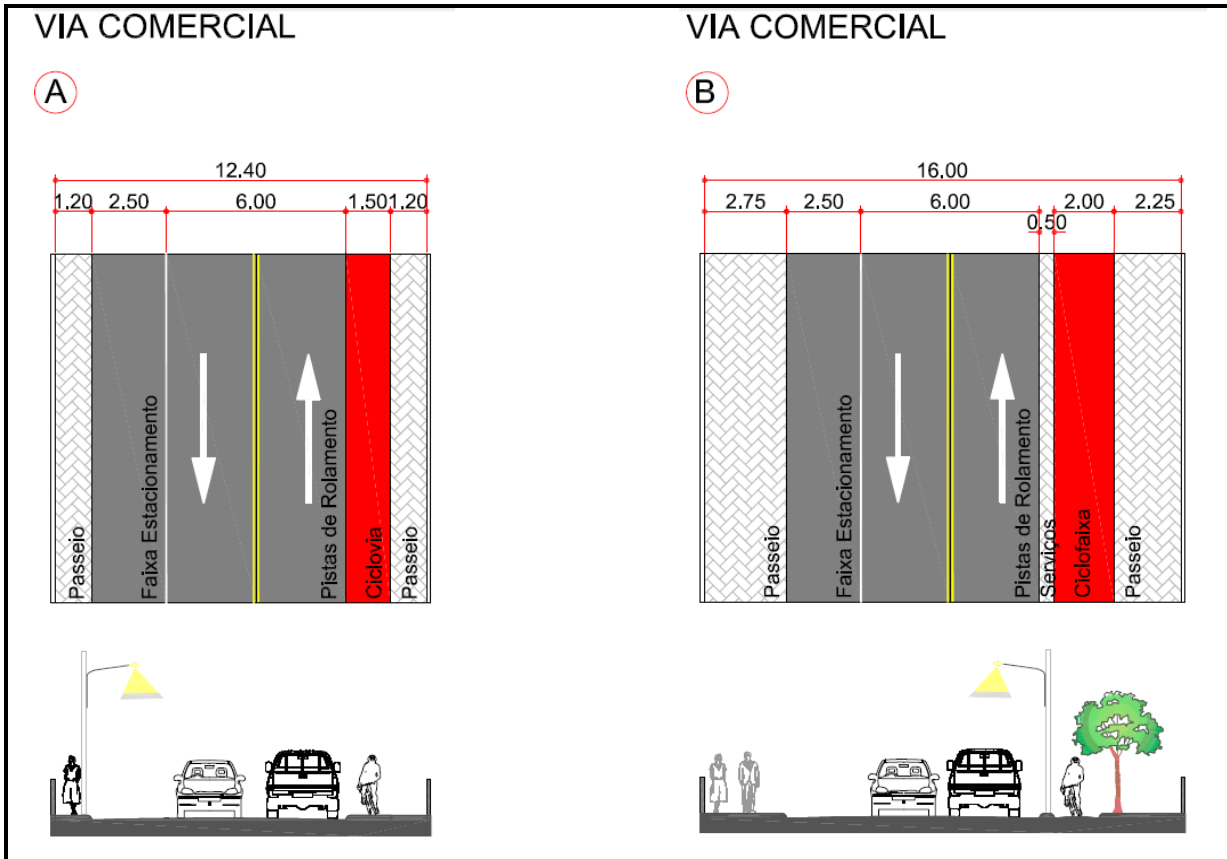 VIA COMERCIAL
A
12.40
1,20 2,50 6,00 1,50 1,20
Passeio
Faixa Estacionamento
Pistas de Rolamento
Ciclovia
Passeio
VIA COMERCIAL
B
16,00
2.75 2.50 6,00 2,00 2.25
0.50
Passeio
Faixa Estacionamento
Pistas de Rolamento
Serviços
Ciclofaixa
Passeio